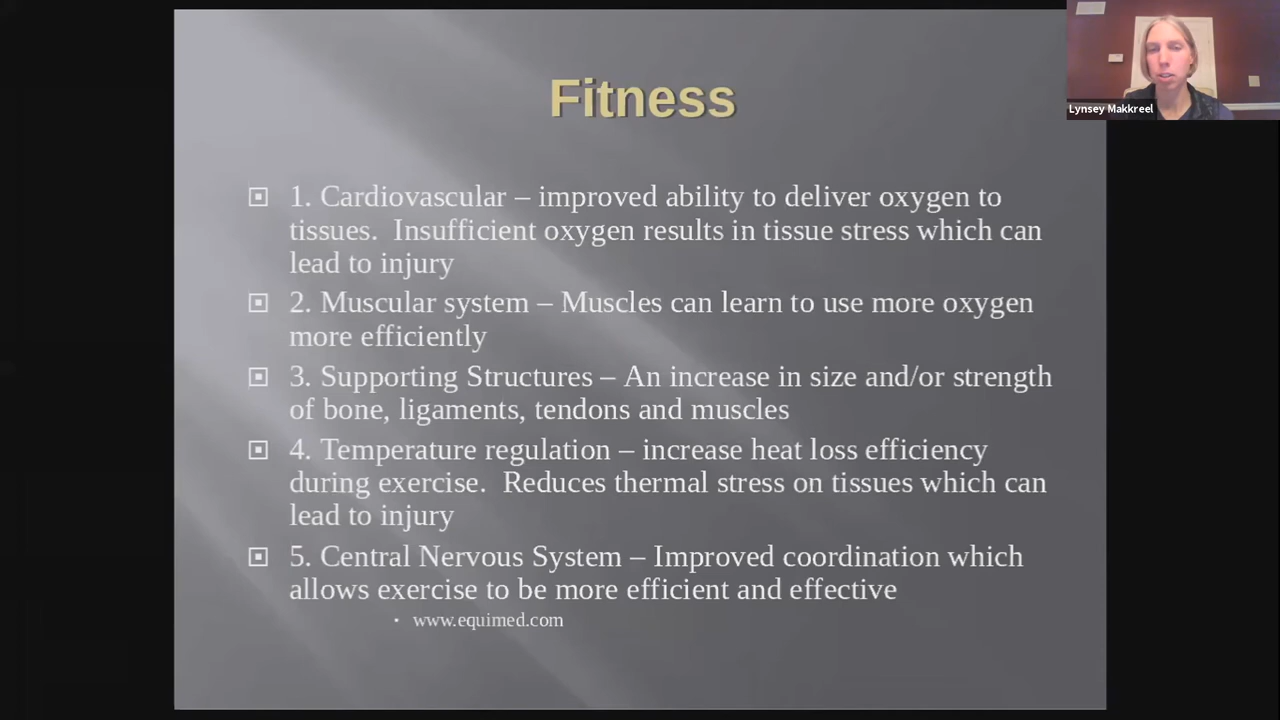 Fitness
Lynsey Makkreel
1. Cardiovascular – improved ability to deliver oxygen to
tissues.  Insufficient oxygen results in tissue stress which can
lead to injury
2. Muscular system – Muscles can learn to use more oxygen
more efficiently
3. Supporting Structures – An increase in size and/or strength
of bone, ligaments, tendons and muscles
4. Temperature regulation – increase heat loss efficiency
during exercise.  Reduces thermal stress on tissues which can
lead to injury
5. Central Nervous System – Improved coordination which
allows exercise to be more efficient and effective
www.equimed.com